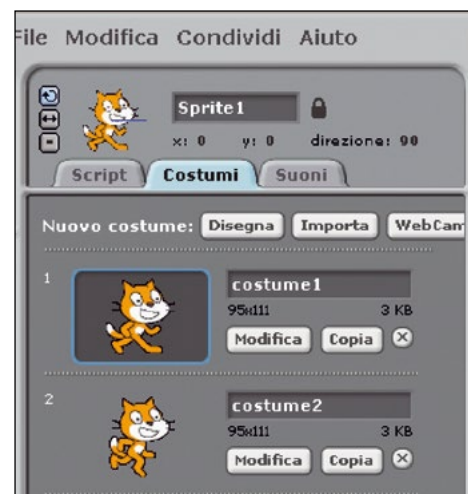 File Modifica Condividi Aiuto
Sprite1
x: 0 y: 0 direzione: 90
Script Costumi Suoni
Nuovo costume: Disegna Importa WebCam
1
costume1
95x111 3 KB
Modifica Copia
2
costume2
95x111 3 KB
Modifica Copia